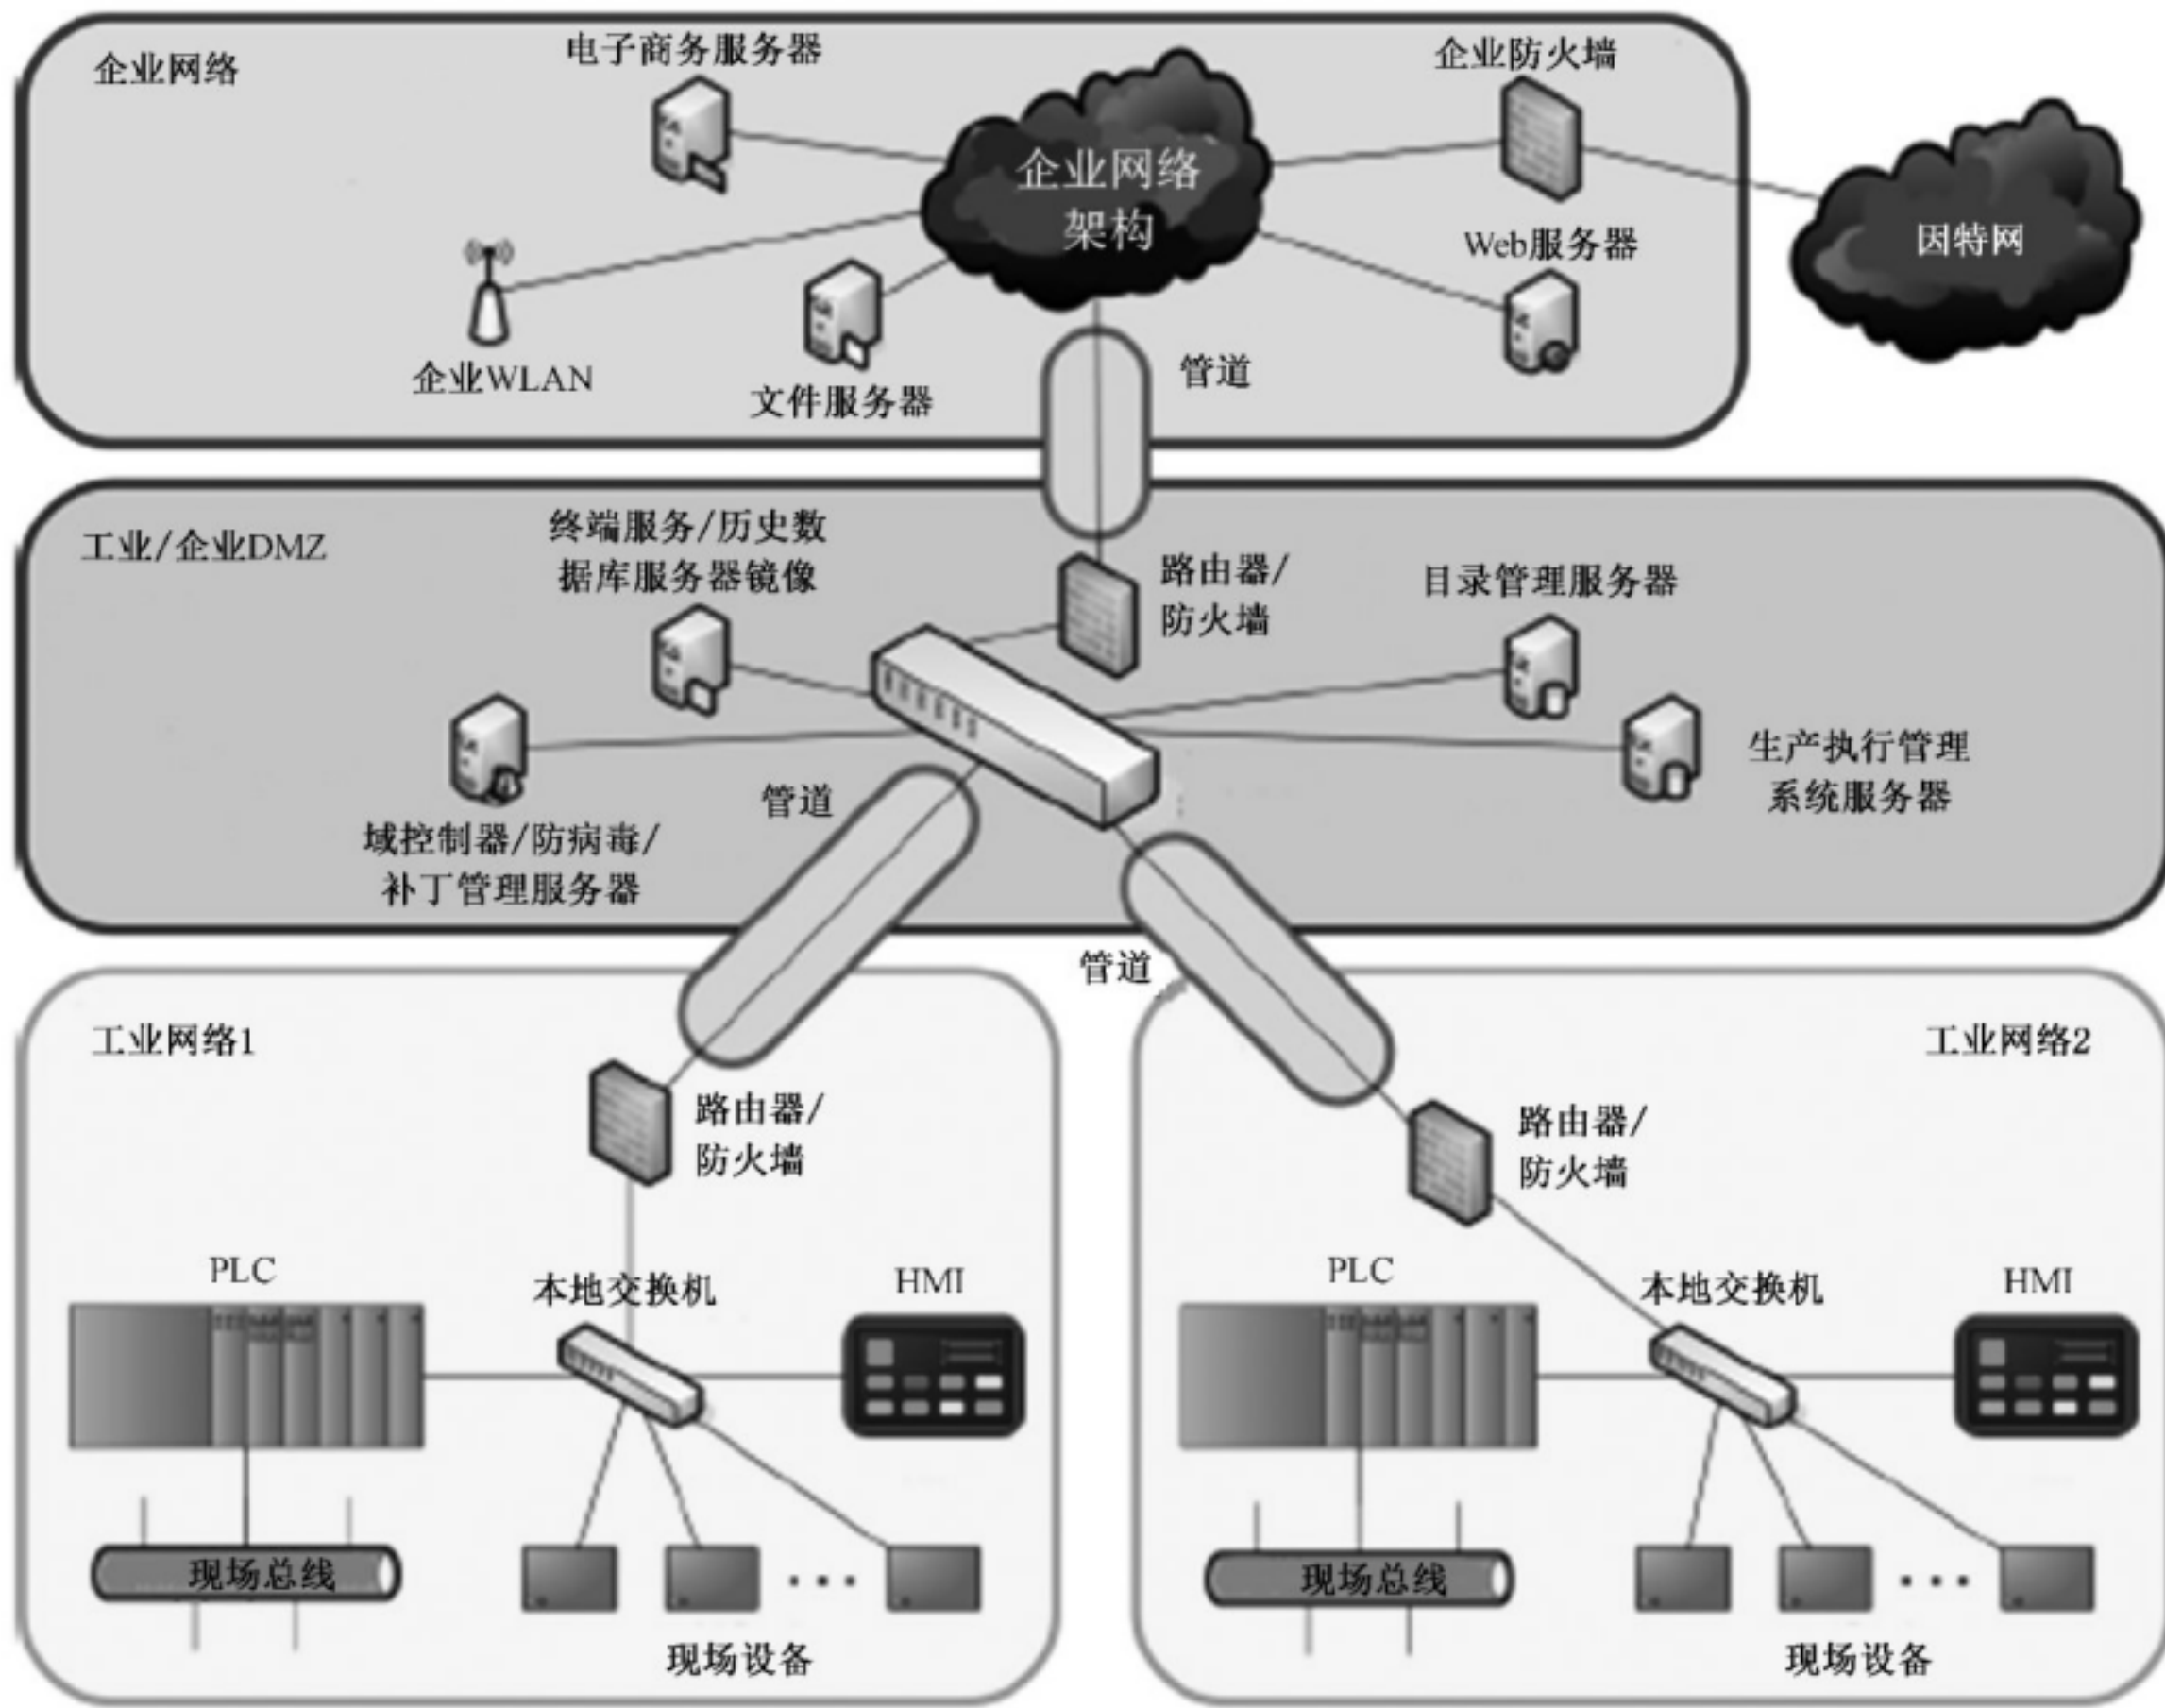 企业网络
电子商务服务器
企业防火墙
企业网络
架构
因特网
Web服务器
企业WLAN
文件服务器
管道
工业/企业DMZ
终端服务/历史数
据库服务器镜像
路由器/
防火墙
目录管理服务器
生产执行管理
系统服务器
管道
域控制器/防病毒/
补丁管理服务器
管道
工业网络1
路由器/
防火墙
PLC
本地交换机
HMI
现场总线
现场设备
工业网络2
路由器/
防火墙
PLC
本地交换机
HMI
现场总线
现场设备